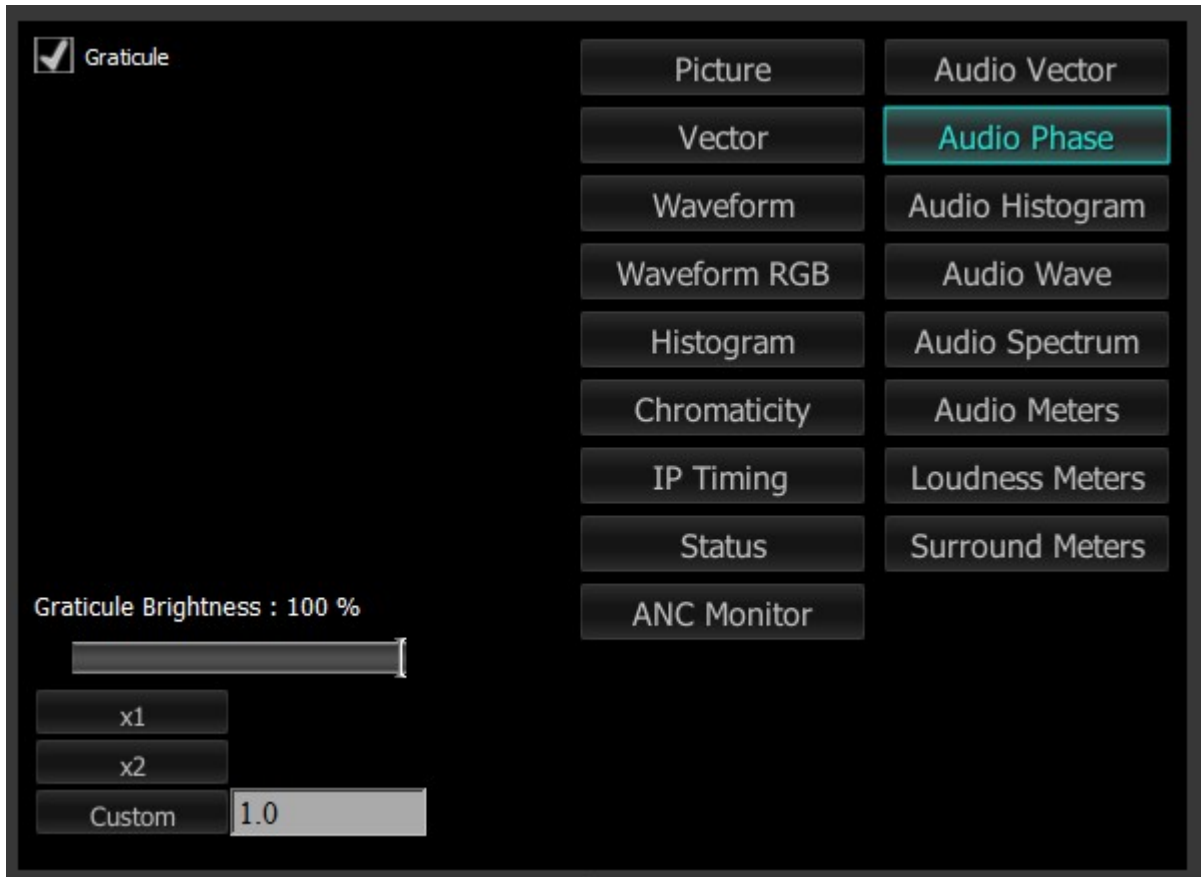 Graticule
Picture
Audio Vector
Vector
Audio Phase
Waveform
Audio Histogram
Waveform RGB
Audio Wave
Histogram
Audio Spectrum
Chromaticity
Audio Meters
IP Timing
Loudness Meters
Status
Surround Meters
ANC Monitor
Graticule Brightness : 100 %
x1
x2
Custom
1.0